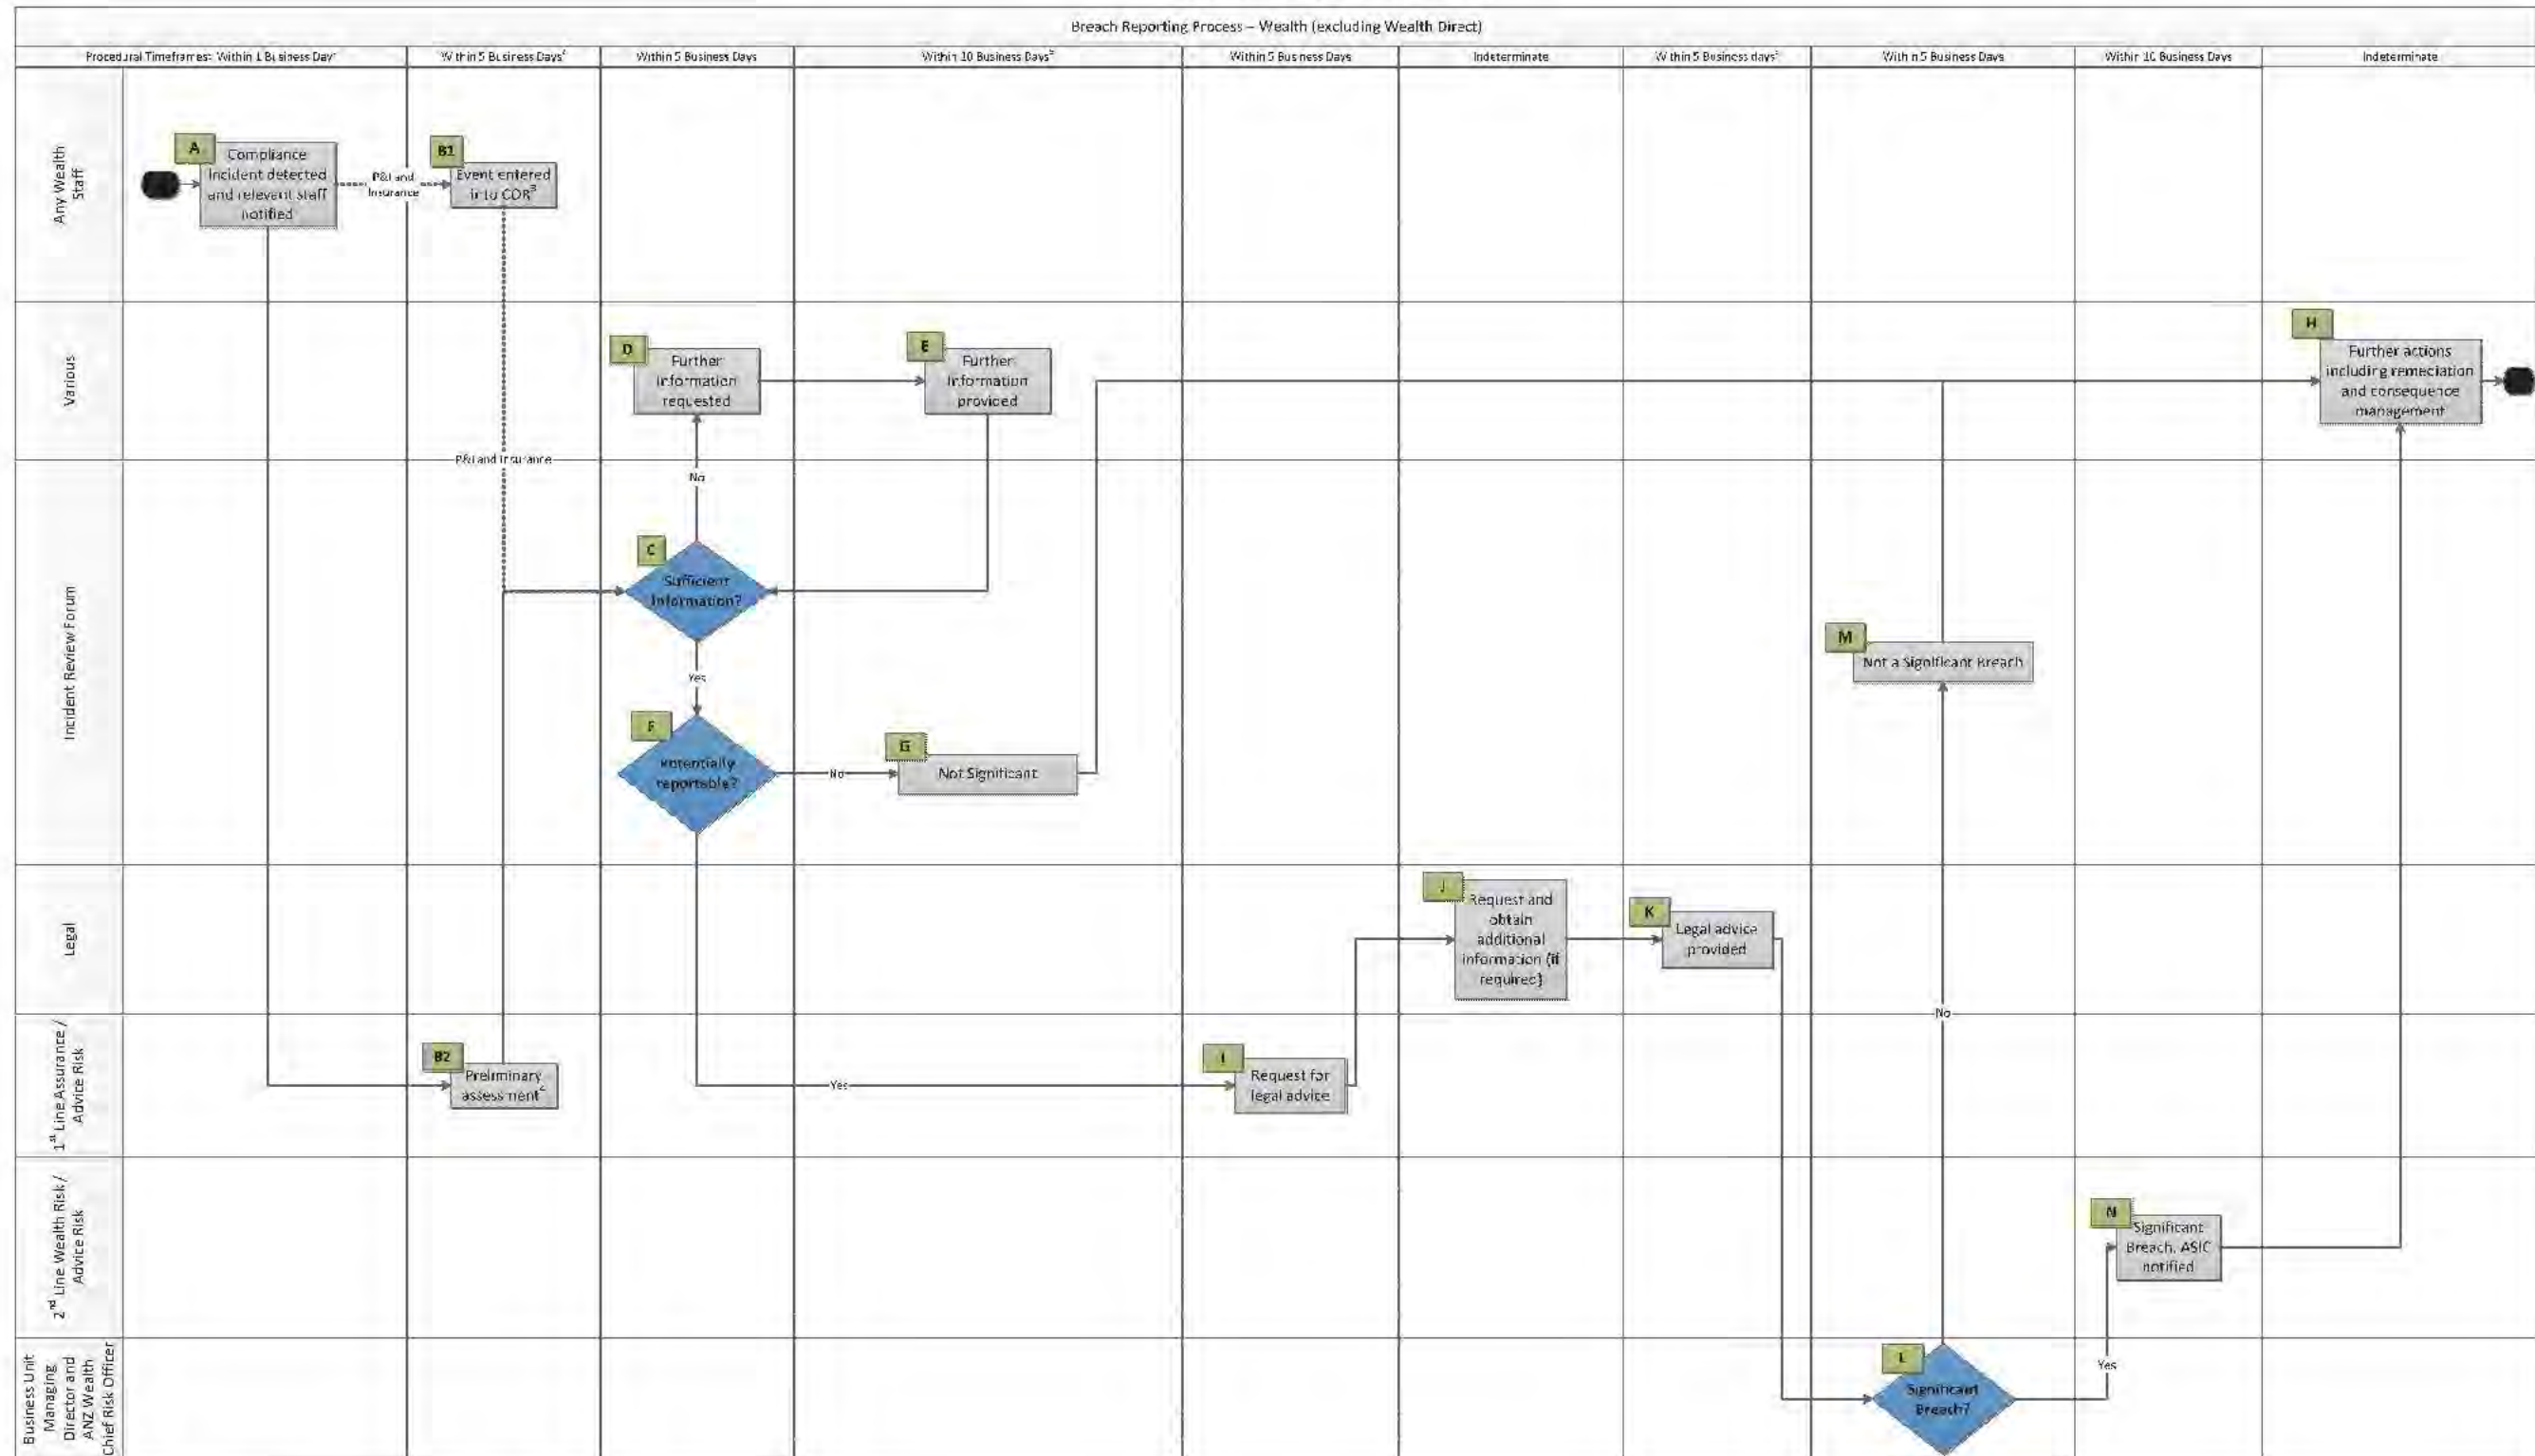 Breach Reporting Process – Wealth (excluding Wealth Direct)
Procedural Timeframes: Within 1 Business Day
Within 5 Business Days²
Within 5 Business Days
Within 10 Business Days⁵
Within 5 Business Days
Indeterminate
Within 5 Business days
Within 5 Business Days
Within 10 Business Days
Indeterminate
Any Wealth
Staff
A
Compliance
Incident detected
and relevent staff
notified
P&I and
Insurance
B1
Event entered
into COR³
P&I and Insurance
Various
D
Further
information
requested
E
Further
information
provided
H
Further actions
including remediation
and consequence
management
Incident Review Forum
No
C
Sufficient
Information?
Yes
F
Potentially
reportable?
No
G
Not Significant
M
Not a Significant Breach
Legal
J
Request and
obtain
additional
information (if
required)
K
Legal advice
provided
No
1st Line Assurance /
Advice Risk
B2
Preliminary
assessment
Yes
I
Request for
legal advice
2nd Line Wealth Risk /
Advice Risk
N
Significant
Breach, ASIC
notified
Business Unit
Managing
Director and
ANZ Wealth
Chief Risk Officer
L
Significant
Breach?
Yes